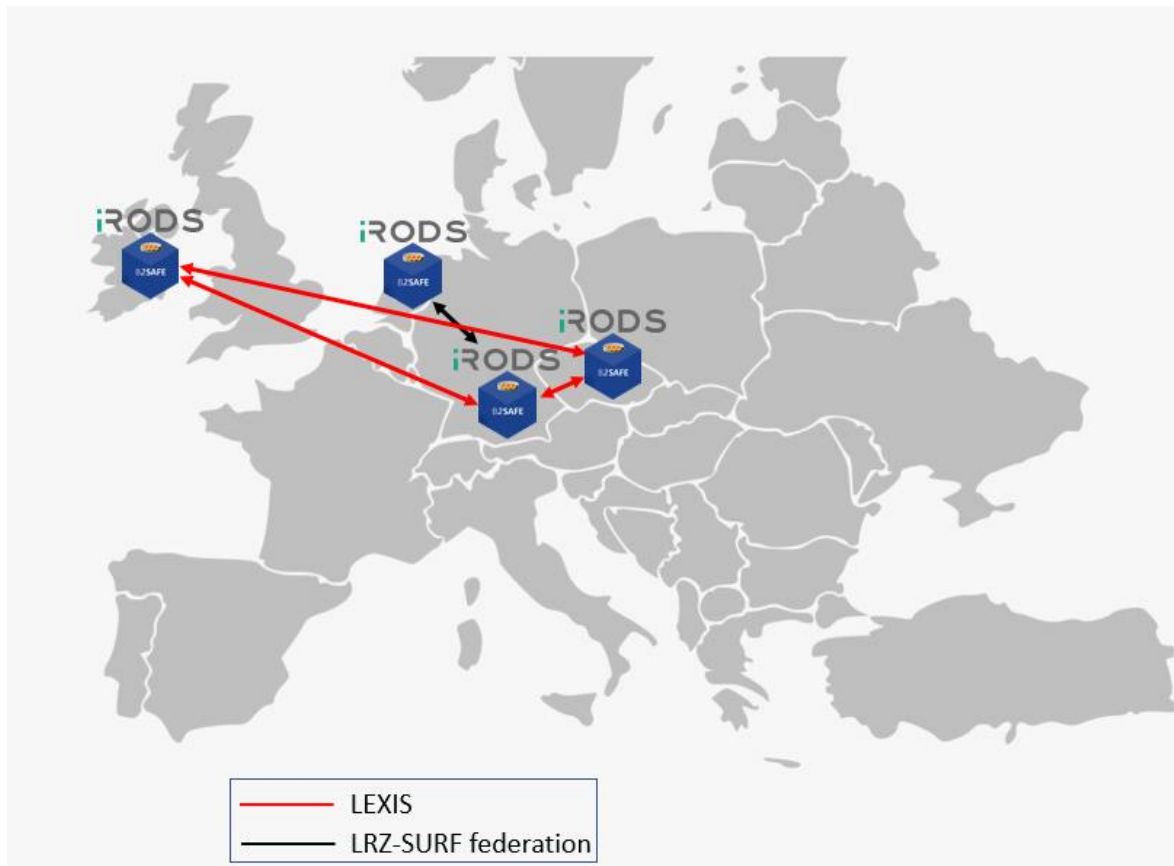 iRODS
B2SAFE
iRODS
B2SAFE
iRODS
B2SAFE
iRODS
B2SAFE
LEXIS
LRZ-SURF federation